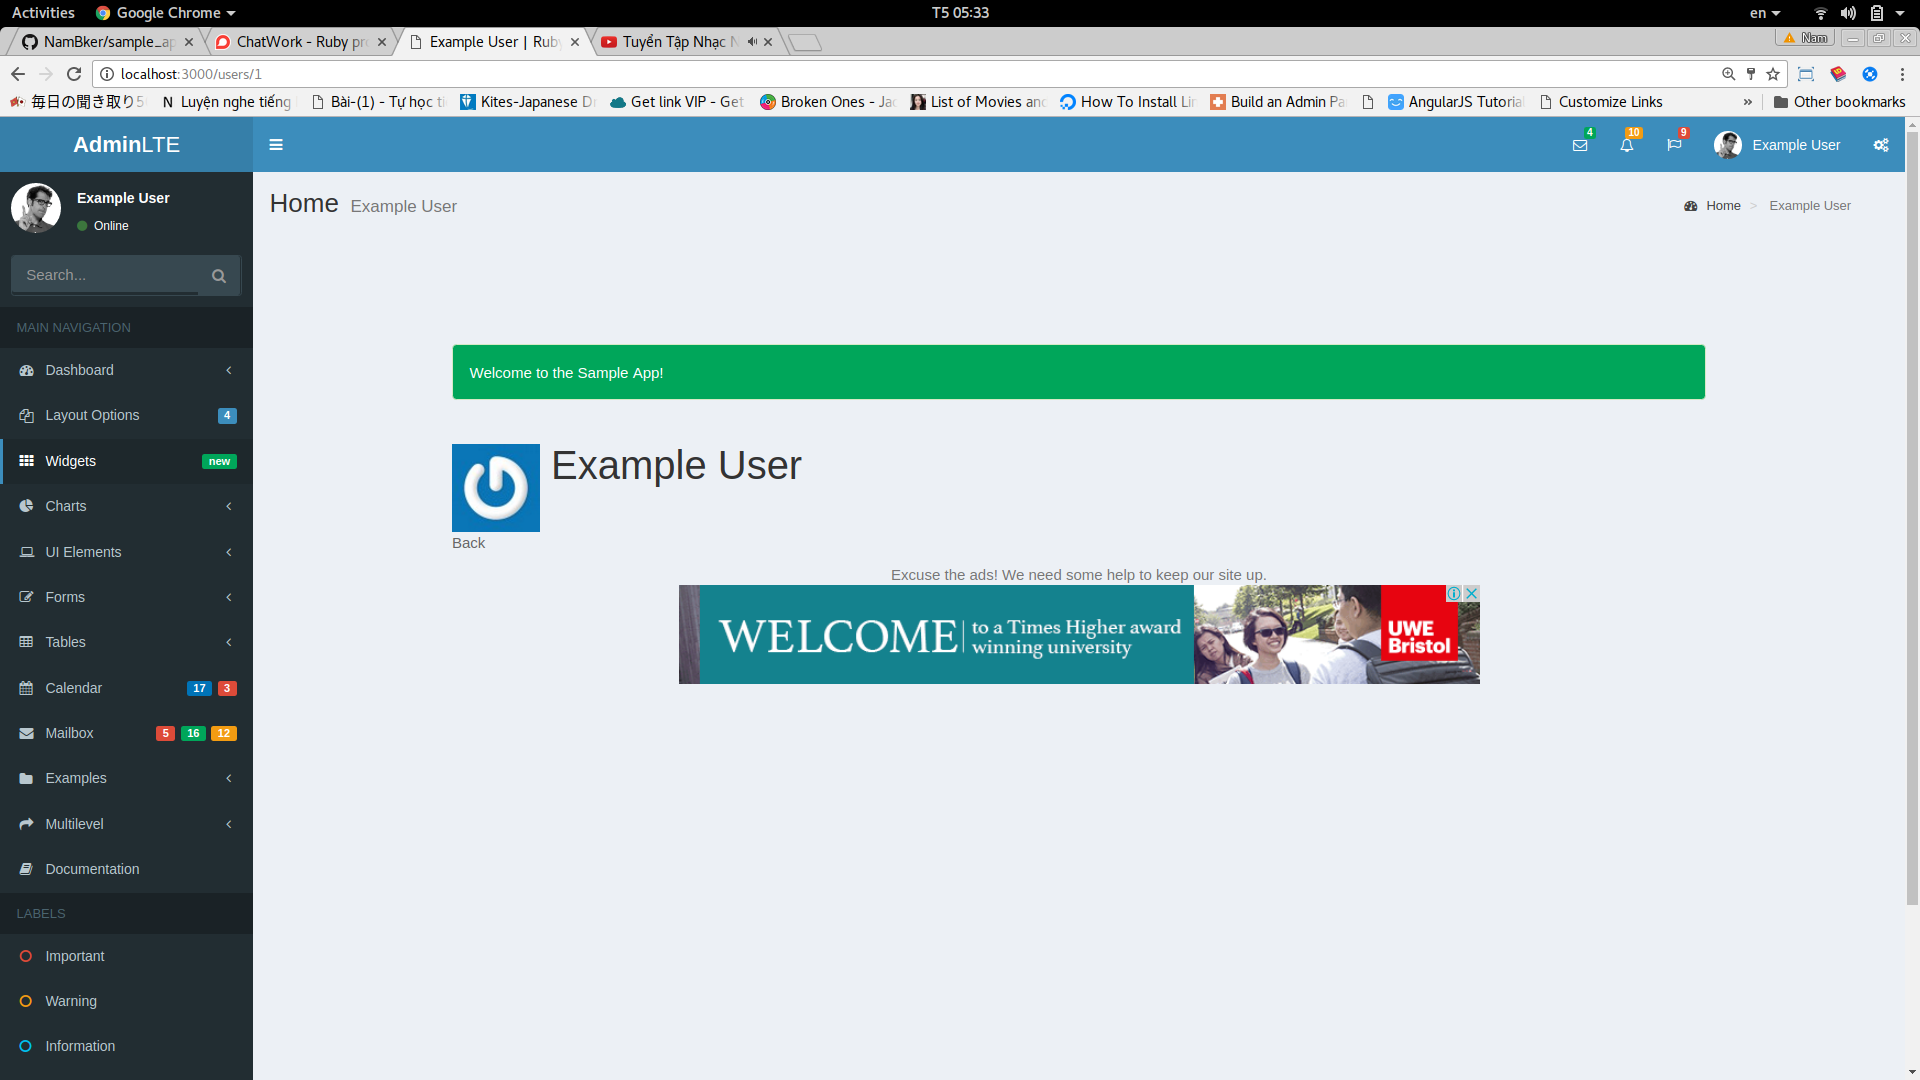 Activities Google Chrome T5 05:33 en
NamBker/sample_ap ChatWork - Ruby pr Example User | Ruby Tuyển Tập Nhạc N Nam
localhost:3000/users/1
毎日の聞き取り5 Luyện nghe tiếng Bài-(1) - Tự học ti Kites-Japanese D Get link VIP - Get Broken Ones - Ja List of Movies an How To Install Li Build an Admin Pa AngularJS Tutoria Customize Links » Other bookmarks
AdminLTE 4 10 9 Example User
Example User
Online
Home Example User Home > Example User
Search...
MAIN NAVIGATION
Dashboard
Layout Options 4
Widgets new
Charts
UI Elements
Forms
Tables
Calendar 17 3
Mailbox 5 16 12
Examples
Multilevel
Documentation
LABELS
Important
Warning
Information
Welcome to the Sample App!
Example User
Back
Excuse the ads! We need some help to keep our site up.
WELCOME to a Times Higher award
winning university
UWE
Bristol